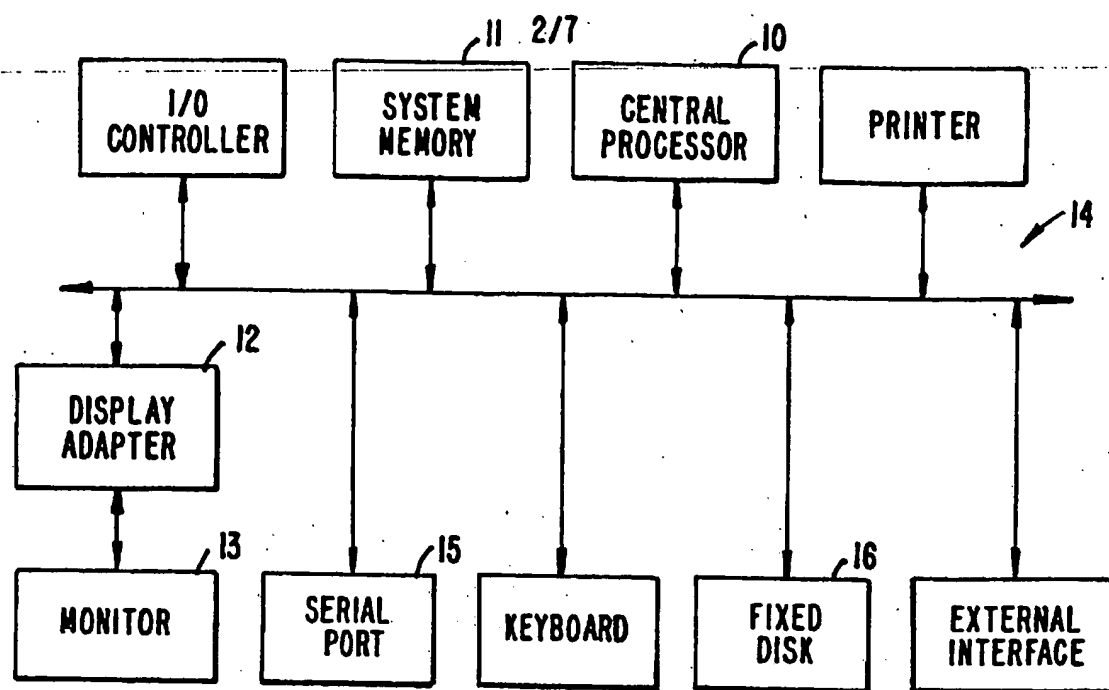 11 2/7 10
I/O
CONTROLLER
SYSTEM
MEMORY
CENTRAL
PROCESSOR
PRINTER
14
12
DISPLAY
ADAPTER
13
MONITOR
15
SERIAL
PORT
KEYBOARD
16
FIXED
DISK
EXTERNAL
INTERFACE